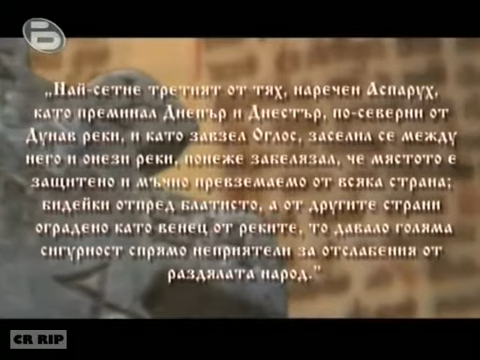 „Най-сетне третият от тях, наречен Аспарух,
като преминал Днепър и Днестър, по-северни от
Дунав реки, и като завзел Оглос, заселил се между
него и онези реки, понеже забелязал, че мястото е
защитено и мъчно превземаемо от всяка страна;
бидейки отпред блатисто, а от другите страни
оградено като венец от реките, то давало голяма
сигурност спрямо неприятели за отслабения от
раздялата народ."
CR RIP